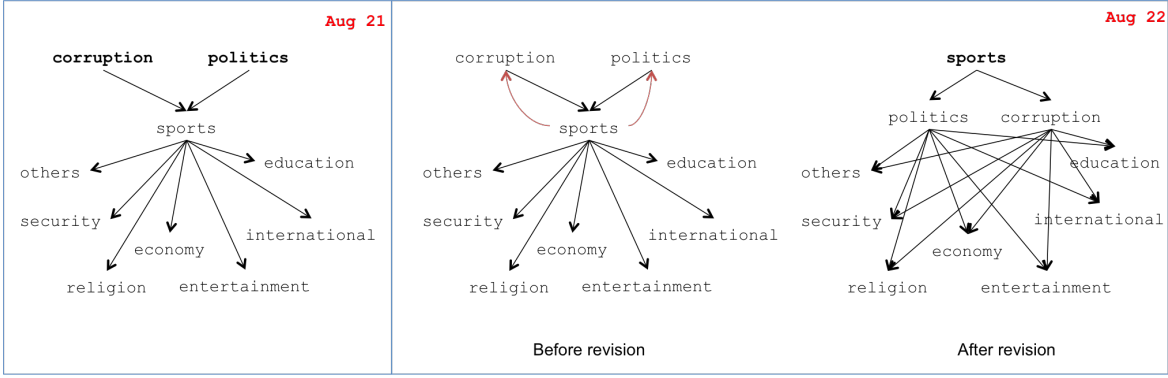 Aug 21
corruption
politics
sports
others
education
security
international
economy
religion
entertainment
Aug 22
corruption
politics
sports
others
education
security
international
economy
religion
entertainment
Before revision
sports
politics
corruption
others
education
security
international
economy
religion
entertainment
After revision